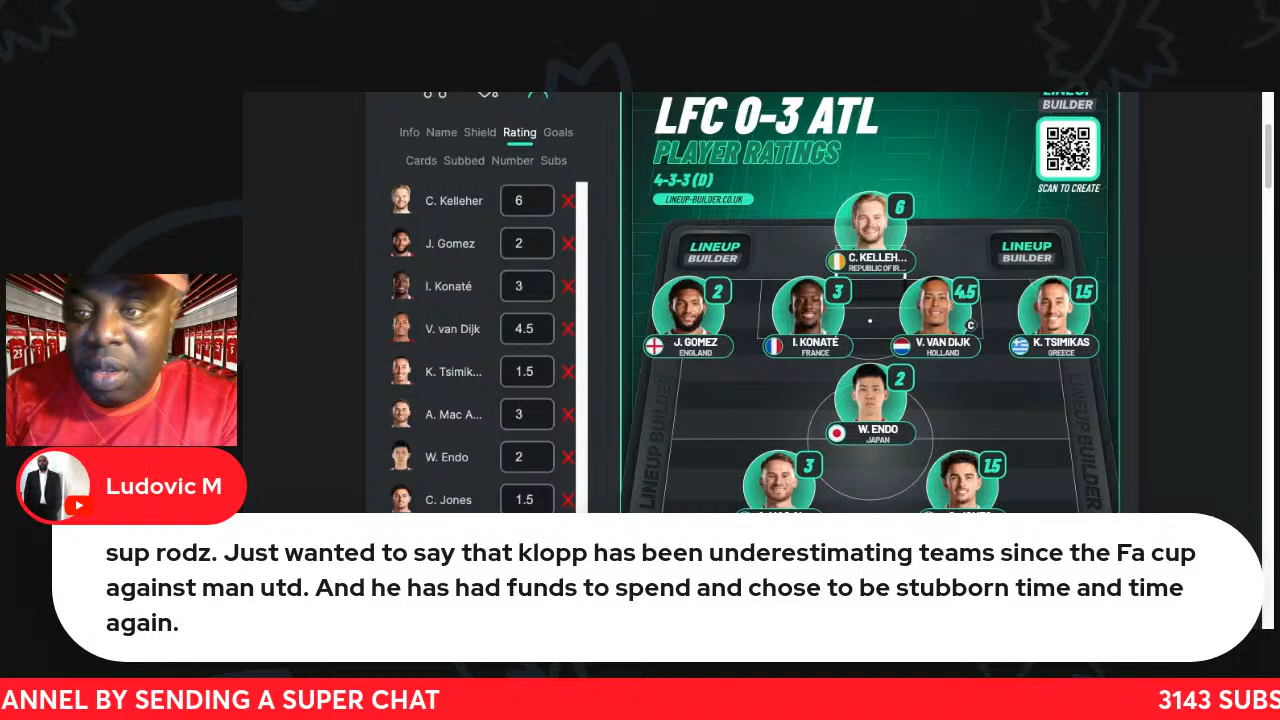 LFC 0-3 ATL
PLAYER RATINGS
4-3-3 (D)
LINEUP-BUILDER.CO.UK
LINEUP
BUILDER
SCAN TO CREATE
Info Name Shield Rating Goals
Cards Subbed Number Subs
C. Kelleher 6
J. Gomez 2
I. Konaté 3
V. van Dijk 4.5
K. Tsimik... 1.5
A. Mac A... 3
W. Endo 2
C. Jones 1.5
LINEUP
BUILDER
LINEUP
BUILDER
6
C. KELLEH...
REPUBLIC OF IR...
2
J. GOMEZ
ENGLAND
3
I. KONATÉ
FRANCE
4.5
C
V. VAN DIJK
HOLLAND
1.5
K. TSIMIKAS
GREECE
2
W. ENDO
JAPAN
3
1.5
LINEUP BUILDER
LINEUP BUILDER
Ludovic M
sup rodz. Just wanted to say that klopp has been underestimating teams since the Fa cup
against man utd. And he has had funds to spend and chose to be stubborn time and time
again.
ANNEL BY SENDING A SUPER CHAT
3143 SUBS